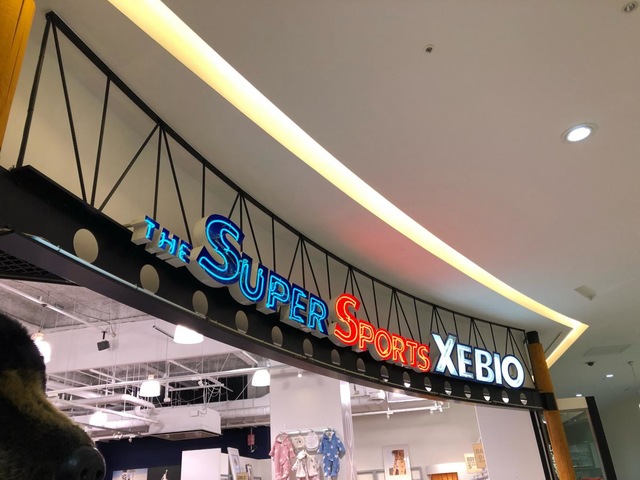 THE SUPER SPORTS XEBIO